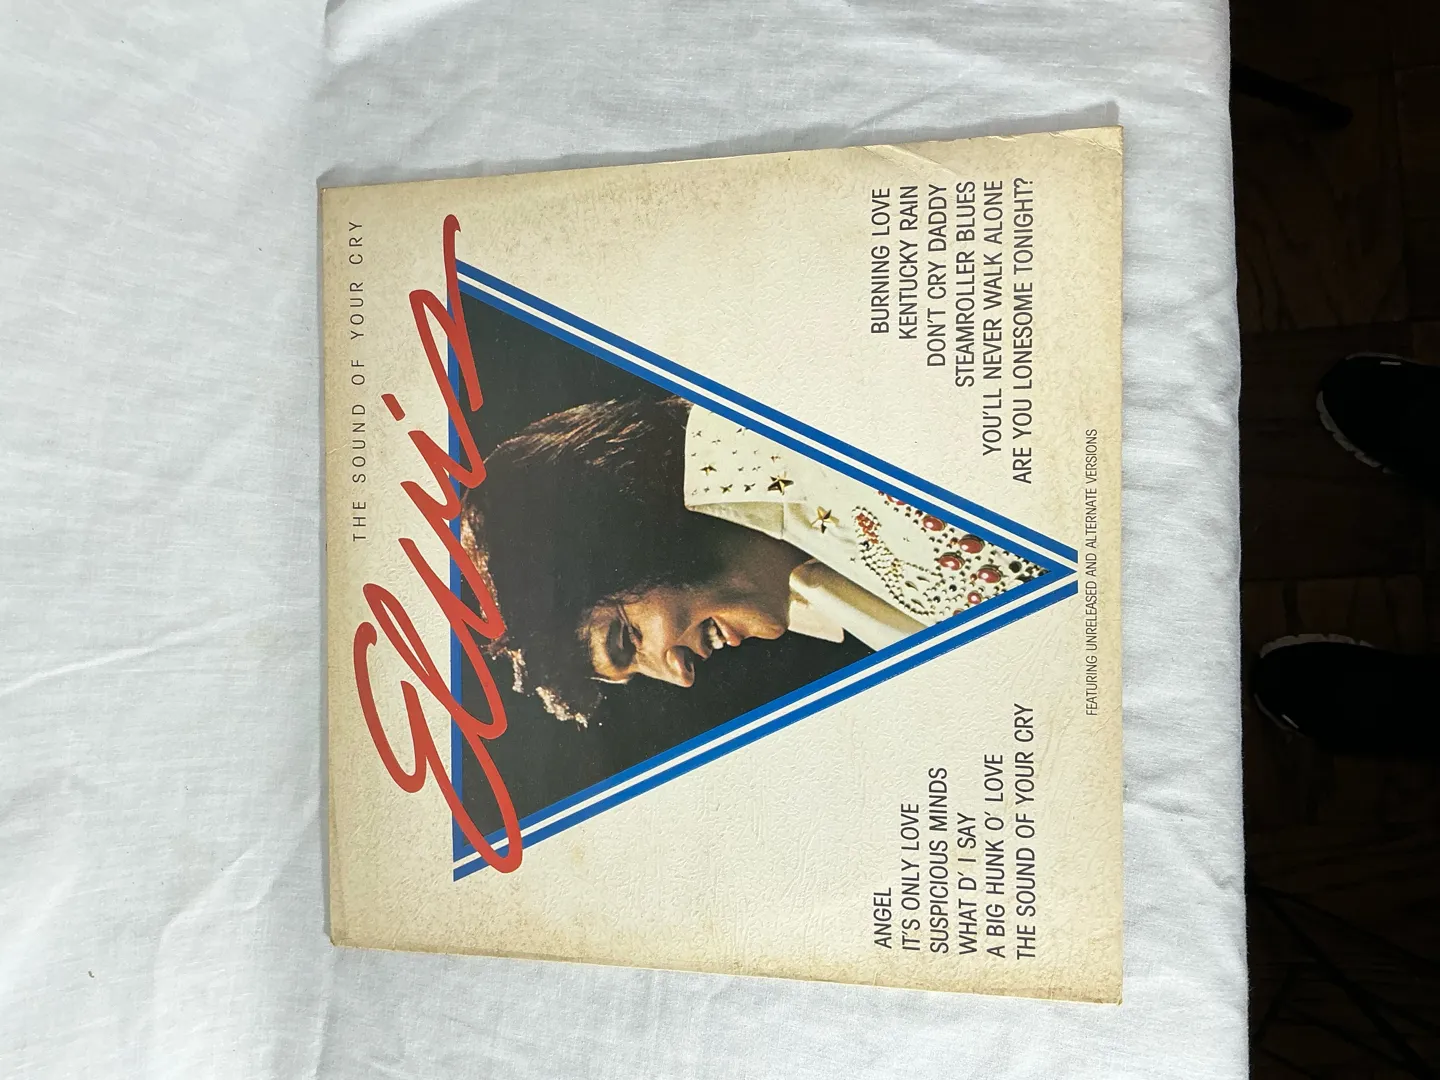 THE SOUND OF YOUR CRY
Elvis
ANGEL
IT'S ONLY LOVE
SUSPICIOUS MINDS
WHAT D' I SAY
A BIG HUNK O' LOVE
THE SOUND OF YOUR CRY
BURNING LOVE
KENTUCKY RAIN
DON'T CRY DADDY
STEAMROLLER BLUES
YOU'LL NEVER WALK ALONE
ARE YOU LONESOME TONIGHT?
FEATURING UNRELEASED AND ALTERNATE VERSIONS